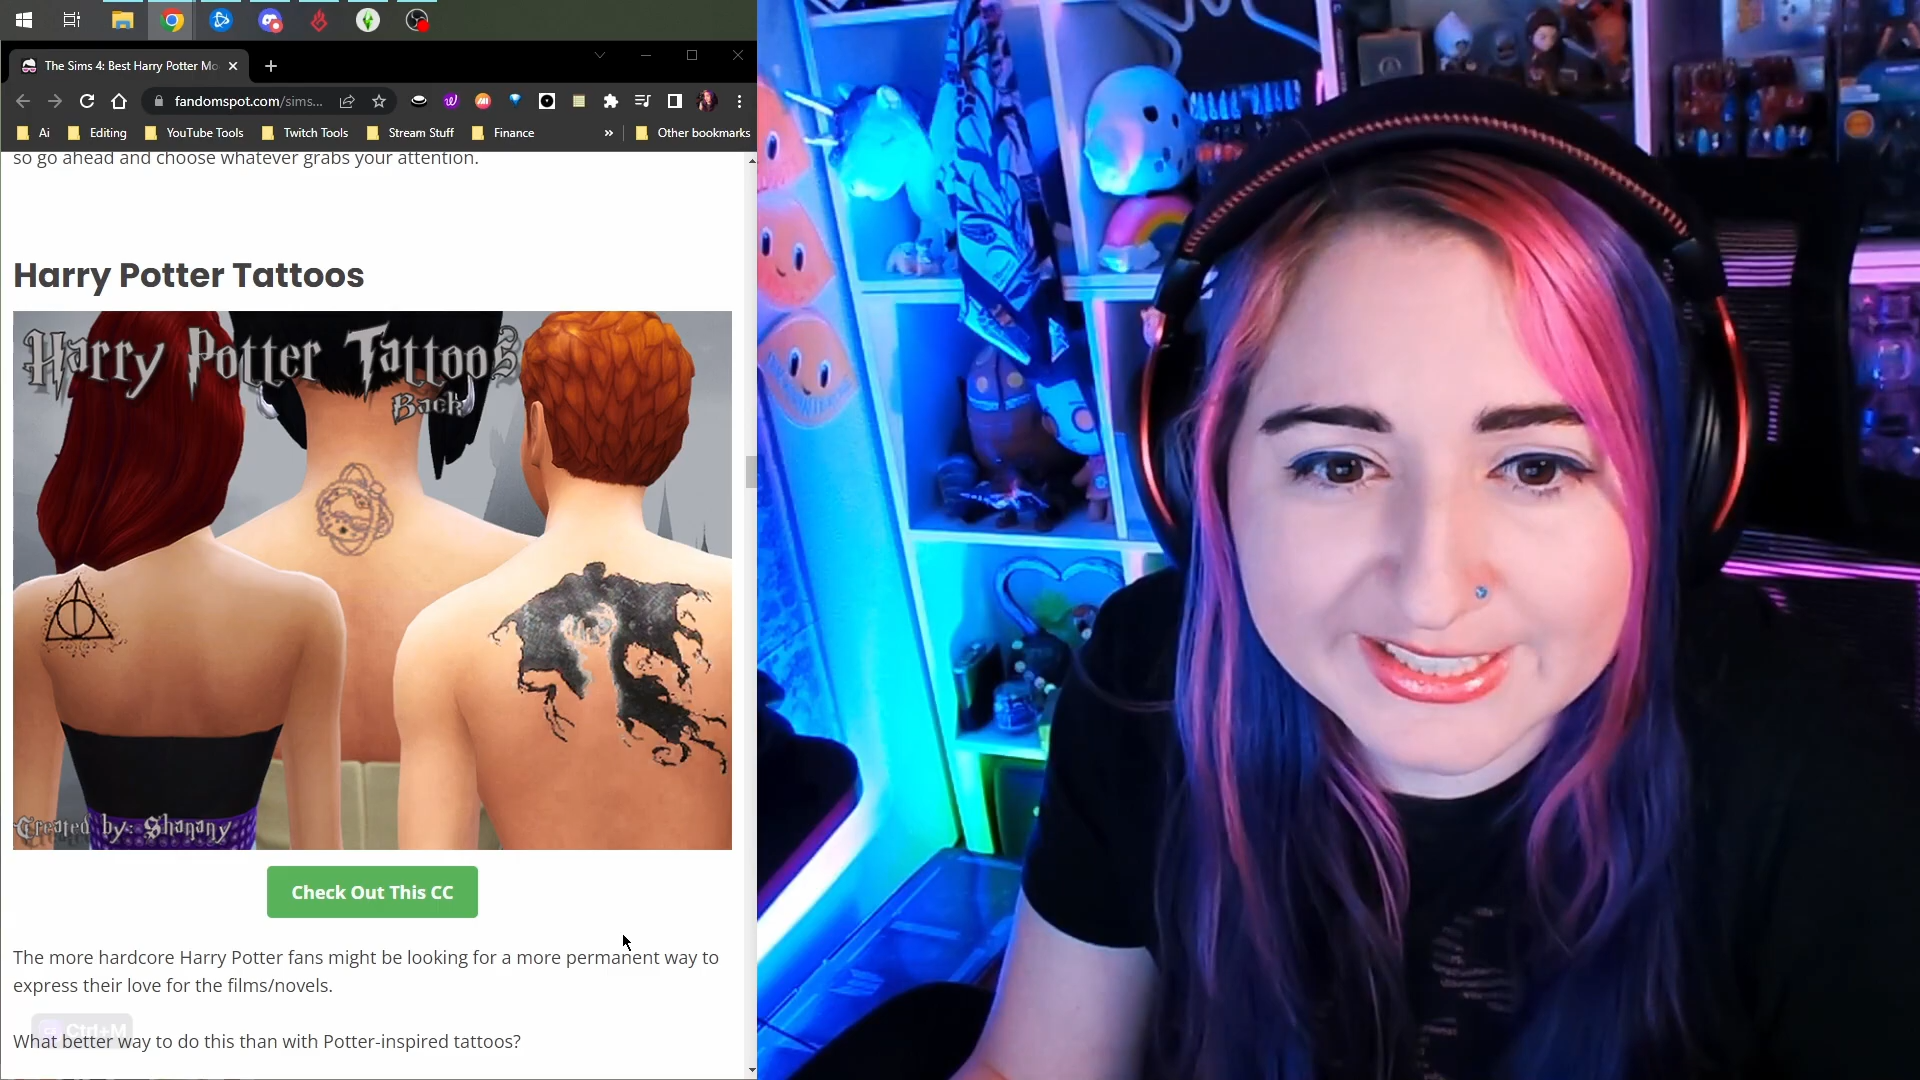 The Sims 4: Best Harry Potter Mo
fandomspot.com/sims...
Ai
Editing
YouTube Tools
Twitch Tools
Stream Stuff
Finance
»
Other bookmarks
so go ahead and choose whatever grabs your attention.
Harry Potter Tattoos
Harry Potter Tattoos
Back
Created by: Shanany
Check Out This CC
The more hardcore Harry Potter fans might be looking for a more permanent way to
express their love for the films/novels.
Ctrl+M
What better way to do this than with Potter-inspired tattoos?